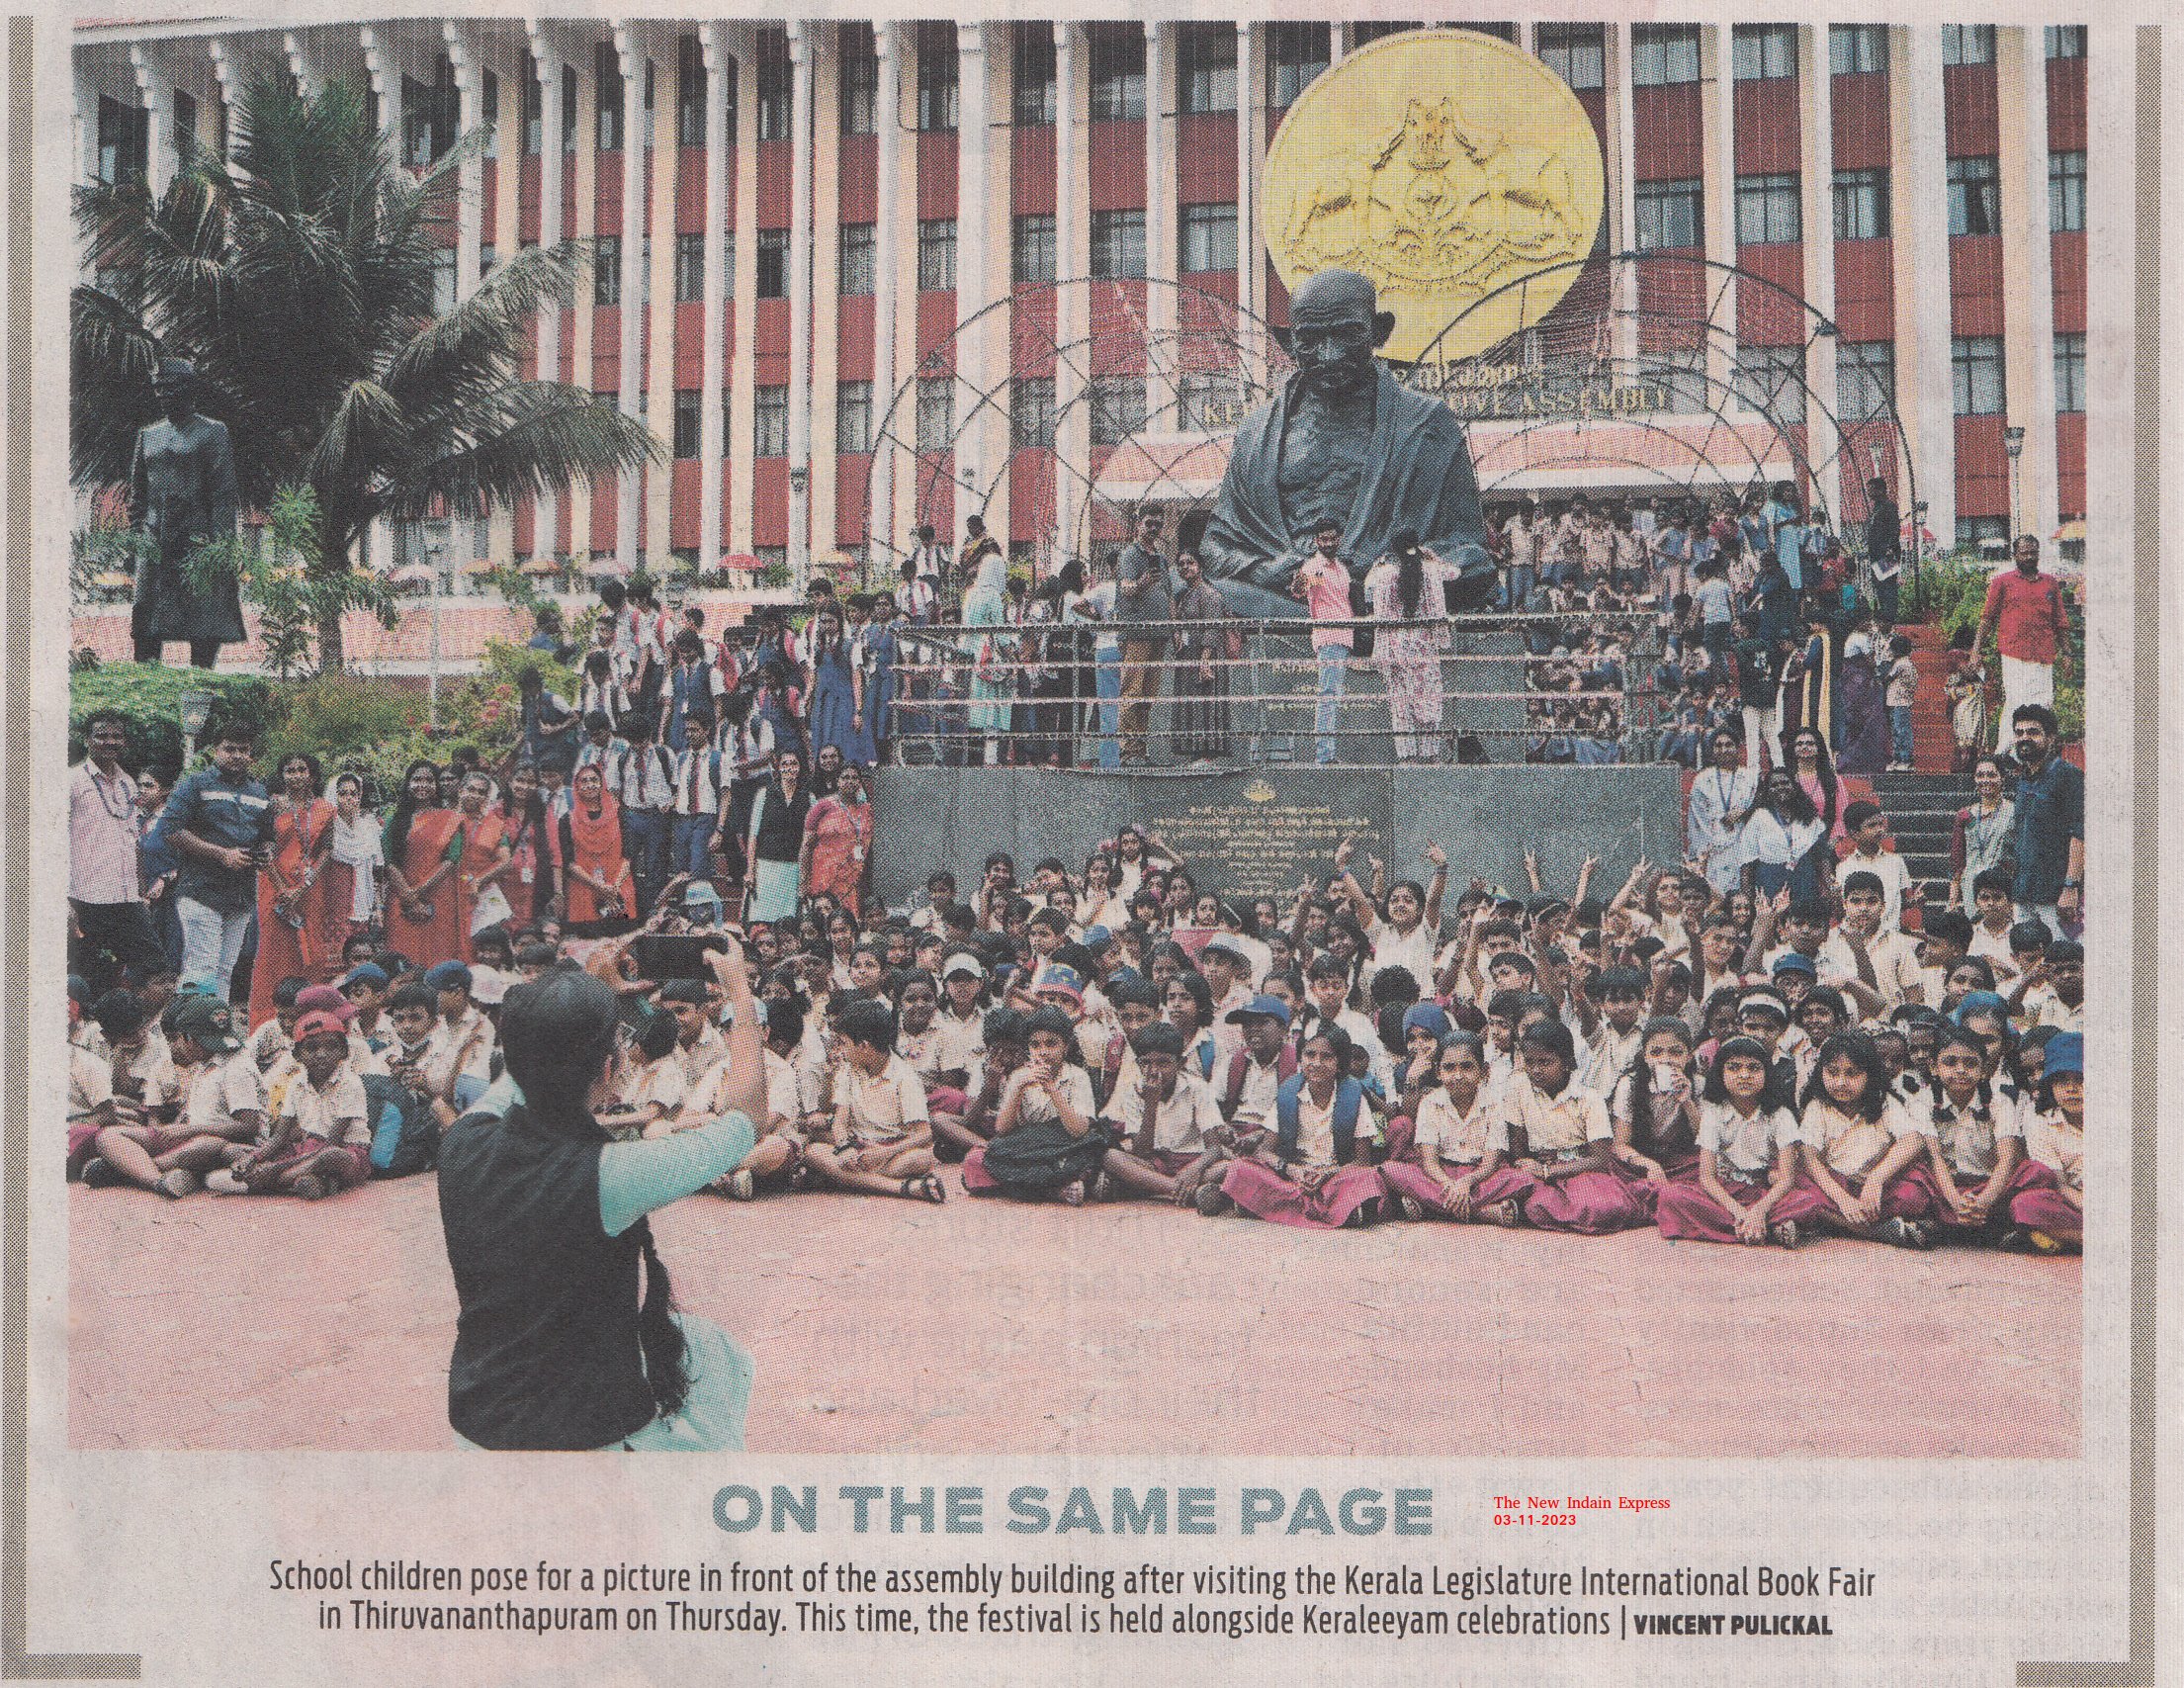 ASSEMBLY
ON THE SAME PAGE
The New Indain Express
03-11-2023
School children pose for a picture in front of the assembly building after visiting the Kerala Legislature International Book Fair
in Thiruvananthapuram on Thursday. This time, the festival is held alongside Keraleeyam celebrations | VINCENT PULICKAL